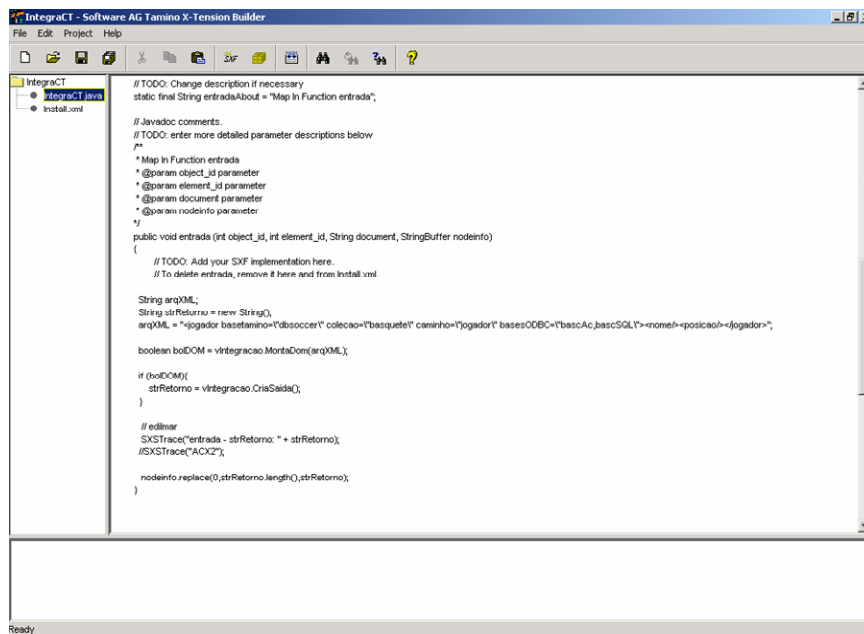 IntegraCT - Software AG Tamino X-Tension Builder
File Edit Project Help
SXF
IntegraCT
IntegraCT.java
Install.xml
// TODO: Change description if necessary
static final String entradaAbout = "Map In Function entrada";
// Javadoc comments.
// TODO: enter more detailed parameter descriptions below
/**
* Map In Function entrada
* @param object_id parameter
* @param element_id parameter
* @param document parameter
* @param nodeinfo parameter
*/
public void entrada (int object_id, int element_id, String document, StringBuffer nodeinfo)
{
// TODO: Add your SXF implementation here.
// To delete entrada, remove it here and from Install.xml.
String arqXML;
String strRetorno = new String();
arqXML = "<jogador basetamino=\"dbsoccer\" colecao=\"basquete\" caminho=\"jogador\" basesODBC=\"bascAc,bascSQL\"><nome/><posicao/></jogador>";
boolean bolDOM = vIntegracao.MontaDom(arqXML);
if (bolDOM){
strRetorno = vIntegracao.CriaSaida();
}
// edilmar
SXSTrace("entrada - strRetorno: " + strRetorno);
//SXSTrace("ACX2");
nodeinfo.replace(0,strRetorno.length(),strRetorno);
}
Ready